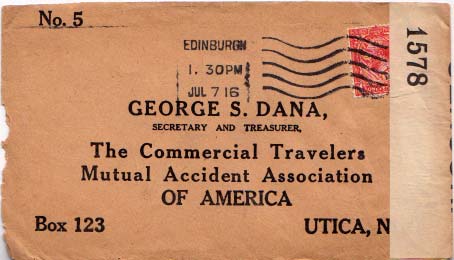 No. 5
EDINBURGH
1. 30PM
JUL 7 16
1578
GEORGE S. DANA,
SECRETARY AND TREASURER,
The Commercial Travelers
Mutual Accident Association
OF AMERICA
Box 123
UTICA, N